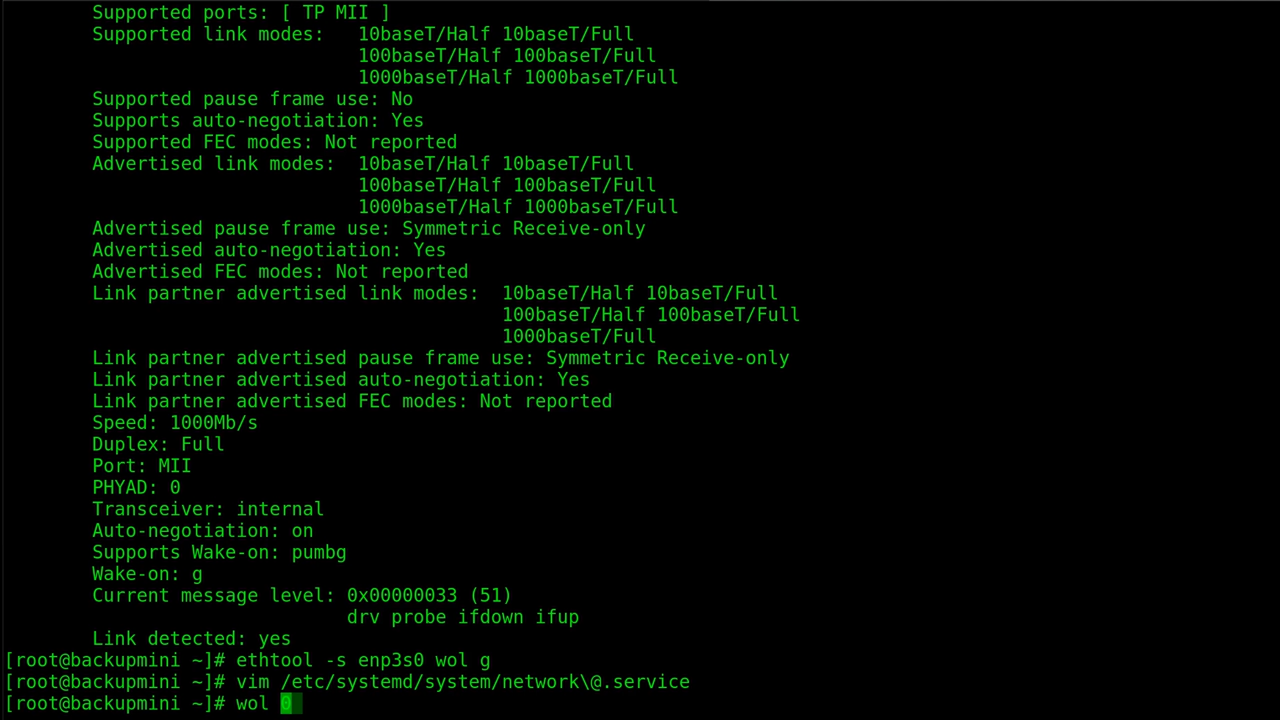 Supported ports: [ TP MII ]
Supported link modes:   10baseT/Half 10baseT/Full
100baseT/Half 100baseT/Full
1000baseT/Half 1000baseT/Full
Supported pause frame use: No
Supports auto-negotiation: Yes
Supported FEC modes: Not reported
Advertised link modes:  10baseT/Half 10baseT/Full
100baseT/Half 100baseT/Full
1000baseT/Half 1000baseT/Full
Advertised pause frame use: Symmetric Receive-only
Advertised auto-negotiation: Yes
Advertised FEC modes: Not reported
Link partner advertised link modes:  10baseT/Half 10baseT/Full
100baseT/Half 100baseT/Full
1000baseT/Full
Link partner advertised pause frame use: Symmetric Receive-only
Link partner advertised auto-negotiation: Yes
Link partner advertised FEC modes: Not reported
Speed: 1000Mb/s
Duplex: Full
Port: MII
PHYAD: 0
Transceiver: internal
Auto-negotiation: on
Supports Wake-on: pumbg
Wake-on: g
Current message level: 0x00000033 (51)
drv probe ifdown ifup
Link detected: yes
[root@backupmini ~]# ethtool -s enp3s0 wol g
[root@backupmini ~]# vim /etc/systemd/system/network\@.service
[root@backupmini ~]# wol 0